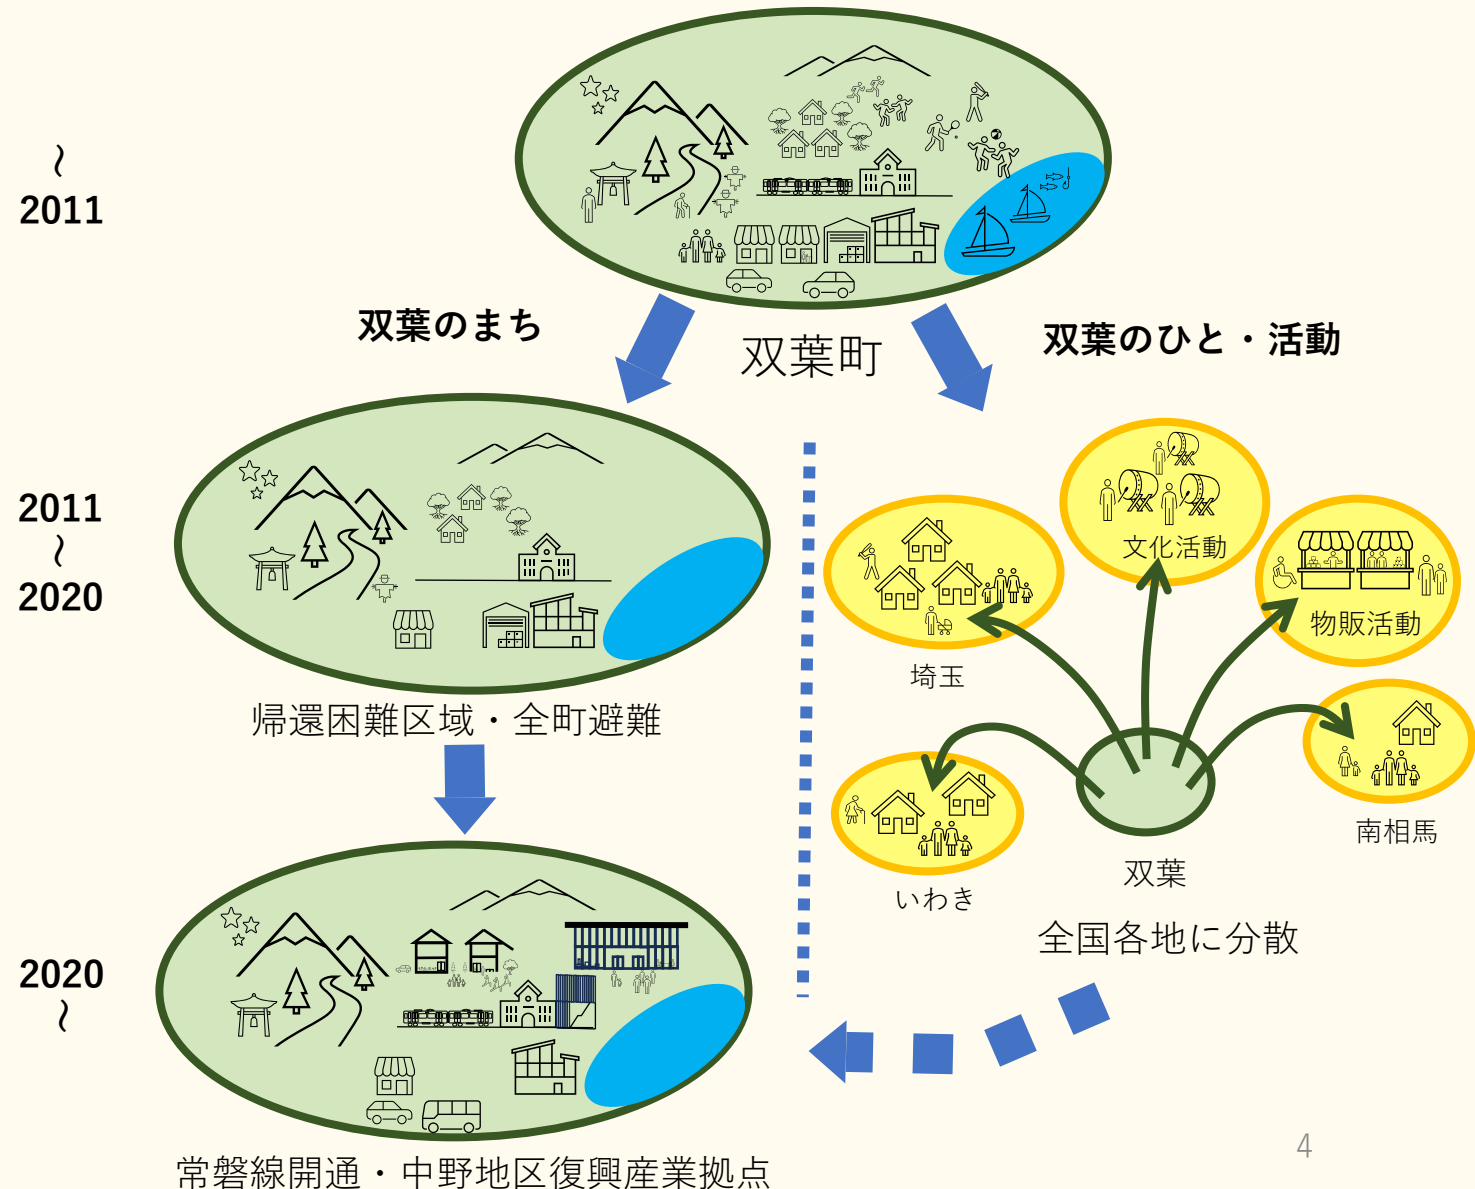 ～
2011
双葉のまち
双葉町
双葉のひと・活動
2011
～
2020
文化活動
物販活動
埼玉
帰還困難区域・全町避難
南相馬
双葉
いわき
全国各地に分散
2020
～
常磐線開通・中野地区復興産業拠点
4